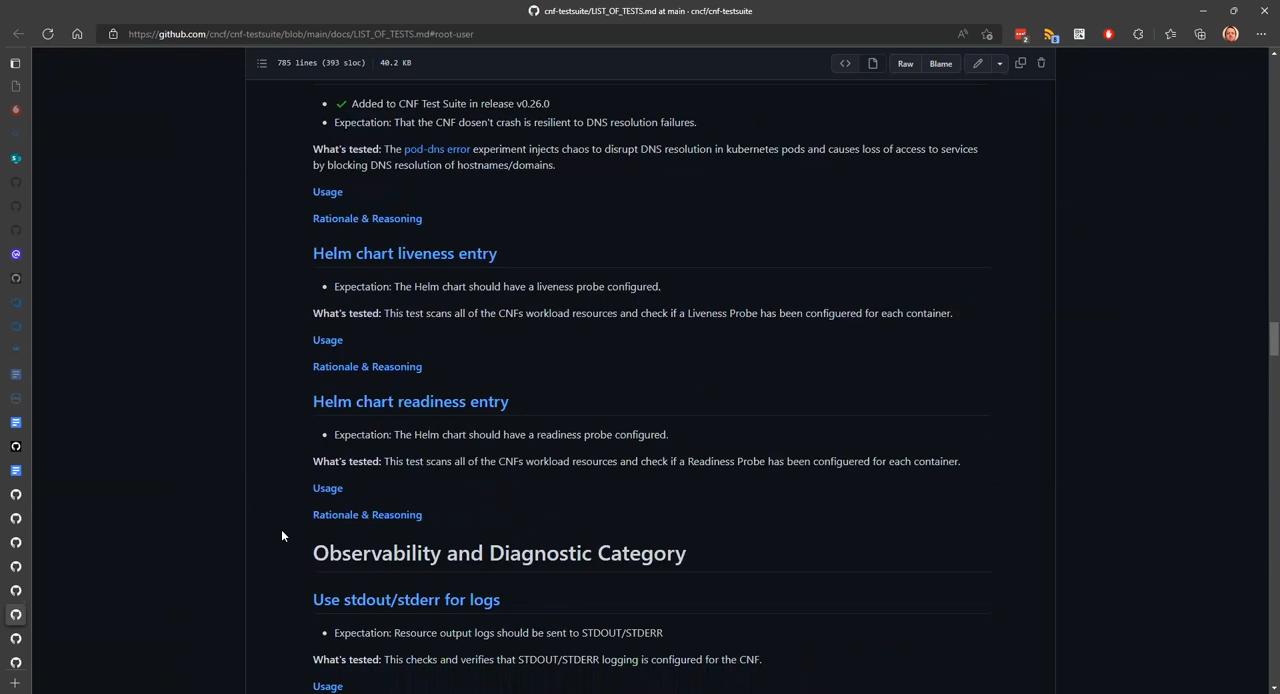 cnf-testsuite/LIST_OF_TESTS.md at main · cncf/cnf-testsuite
https://github.com/cncf/cnf-testsuite/blob/main/docs/LIST_OF_TESTS.md#root-user
785 lines (393 sloc) 40.2 KB
Raw Blame
Added to CNF Test Suite in release v0.26.0
Expectation: That the CNF dosen't crash is resilient to DNS resolution failures.
What's tested: The pod-dns error experiment injects chaos to disrupt DNS resolution in kubernetes pods and causes loss of access to services
by blocking DNS resolution of hostnames/domains.
Usage
Rationale & Reasoning
Helm chart liveness entry
Expectation: The Helm chart should have a liveness probe configured.
What's tested: This test scans all of the CNFs workload resources and check if a Liveness Probe has been configuered for each container.
Usage
Rationale & Reasoning
Helm chart readiness entry
Expectation: The Helm chart should have a readiness probe configured.
What's tested: This test scans all of the CNFs workload resources and check if a Readiness Probe has been configuered for each container.
Usage
Rationale & Reasoning
Observability and Diagnostic Category
Use stdout/stderr for logs
Expectation: Resource output logs should be sent to STDOUT/STDERR
What's tested: This checks and verifies that STDOUT/STDERR logging is configured for the CNF.
Usage